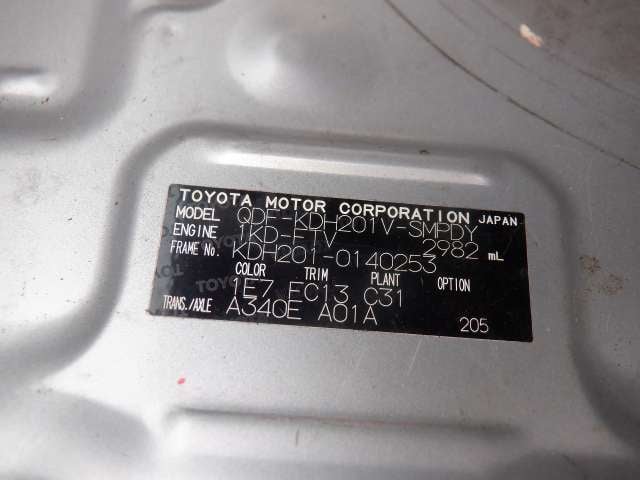 TOYOTA MOTOR CORPORATION JAPAN
MODEL QDF-KDH201V-SMPDY
ENGINE 1KD-FTV 2982 mL
FRAME No. KDH201-0140253
COLOR TRIM PLANT OPTION
1E7 FC13 C31
TRANS./AXLE A340E A01A
205